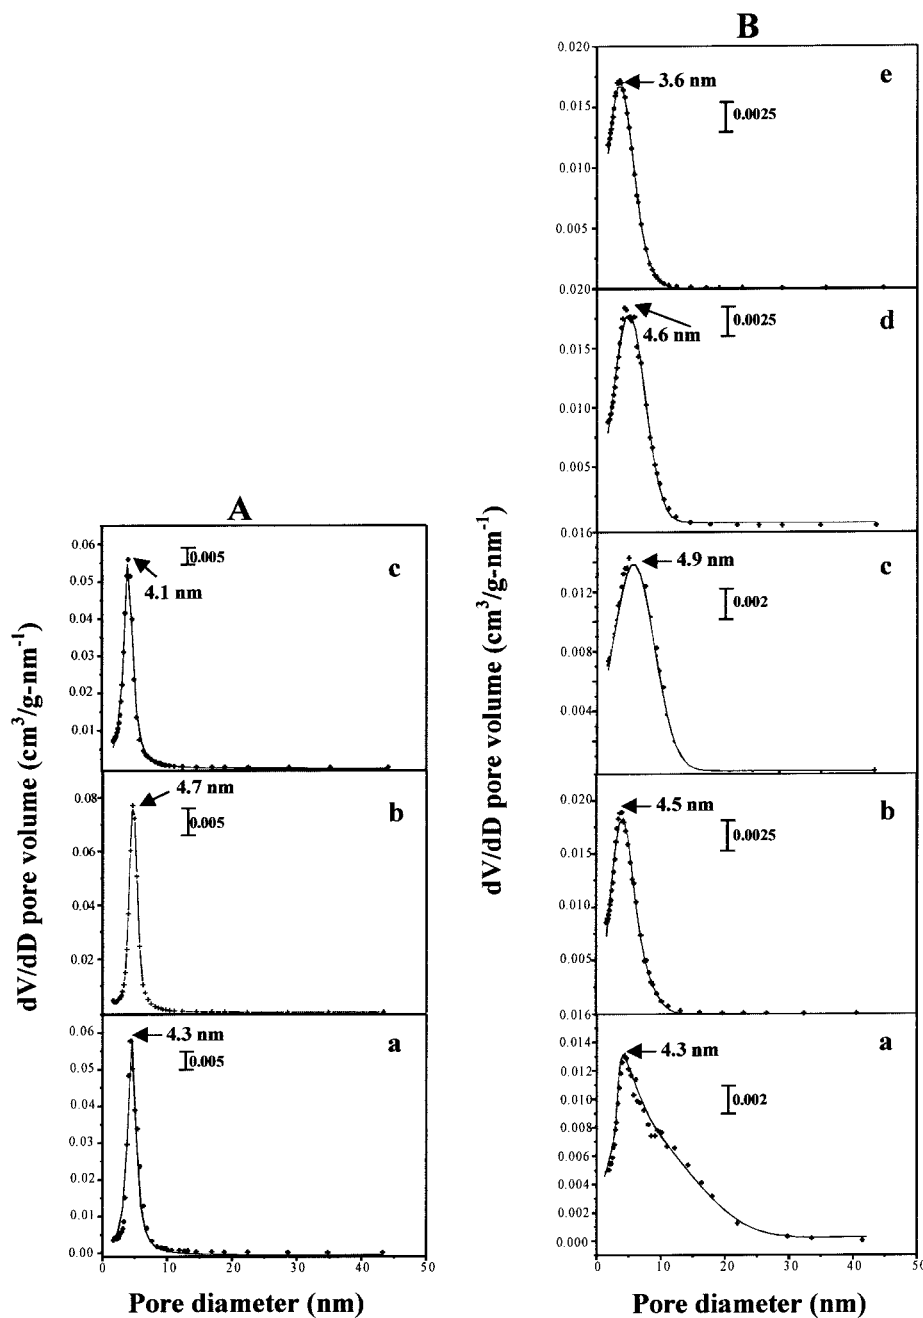 B
0.020
e
3.6 nm
0.015
0.0025
0.010
0.005
0.020
0.0025
d
4.6 nm
0.015
0.010
0.005
0.016
c
4.9 nm
0.012
0.002
0.008
0.004
0.020
b
4.5 nm
0.0025
0.015
0.010
0.005
0.016
a
0.014
4.3 nm
0.012
0.010
0.002
0.008
0.006
0.004
0.002
0.000
0 10 20 30 40 50
Pore diameter (nm)
dV/dD pore volume (cm³/g-nm⁻¹)
A
0.06
0.005
c
0.05
4.1 nm
0.04
0.03
0.02
0.01
4.7 nm
0.08
b
0.005
0.06
0.04
0.02
0.06
4.3 nm
a
0.005
0.05
0.04
0.03
0.02
0.01
0.00
0 10 20 30 40 50
Pore diameter (nm)
dV/dD pore volume (cm³/g-nm⁻¹)